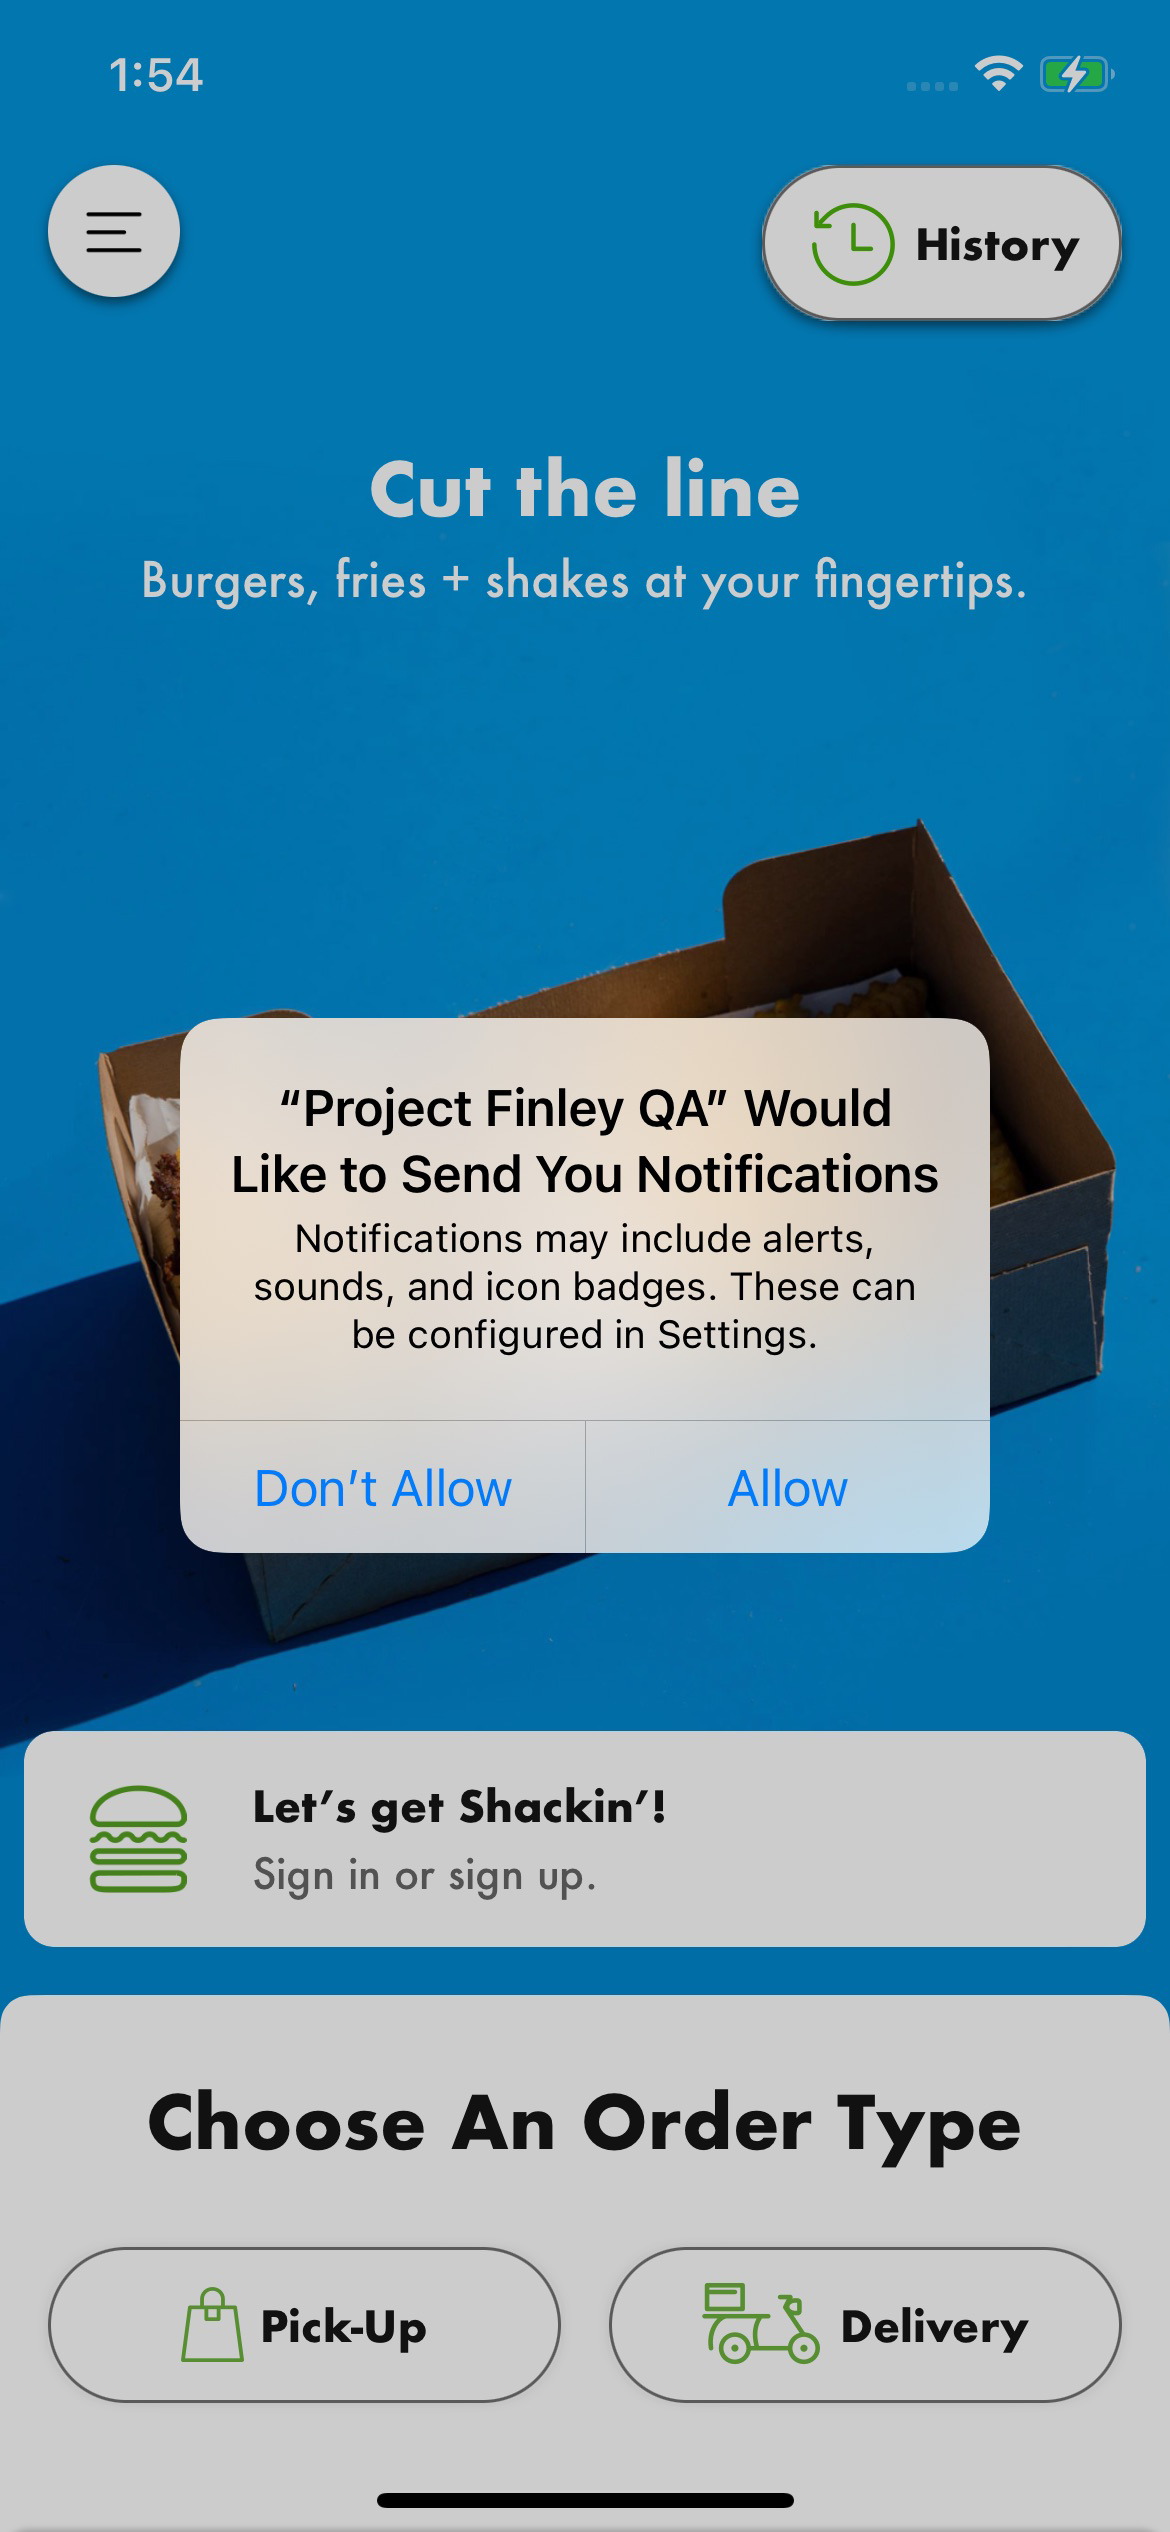 1:54
History
Cut the line
Burgers, fries + shakes at your fingertips.
“Project Finley QA” Would
Like to Send You Notifications
Notifications may include alerts,
sounds, and icon badges. These can
be configured in Settings.
Don’t Allow
Allow
Let’s get Shackin’!
Sign in or sign up.
Choose An Order Type
Pick-Up
Delivery